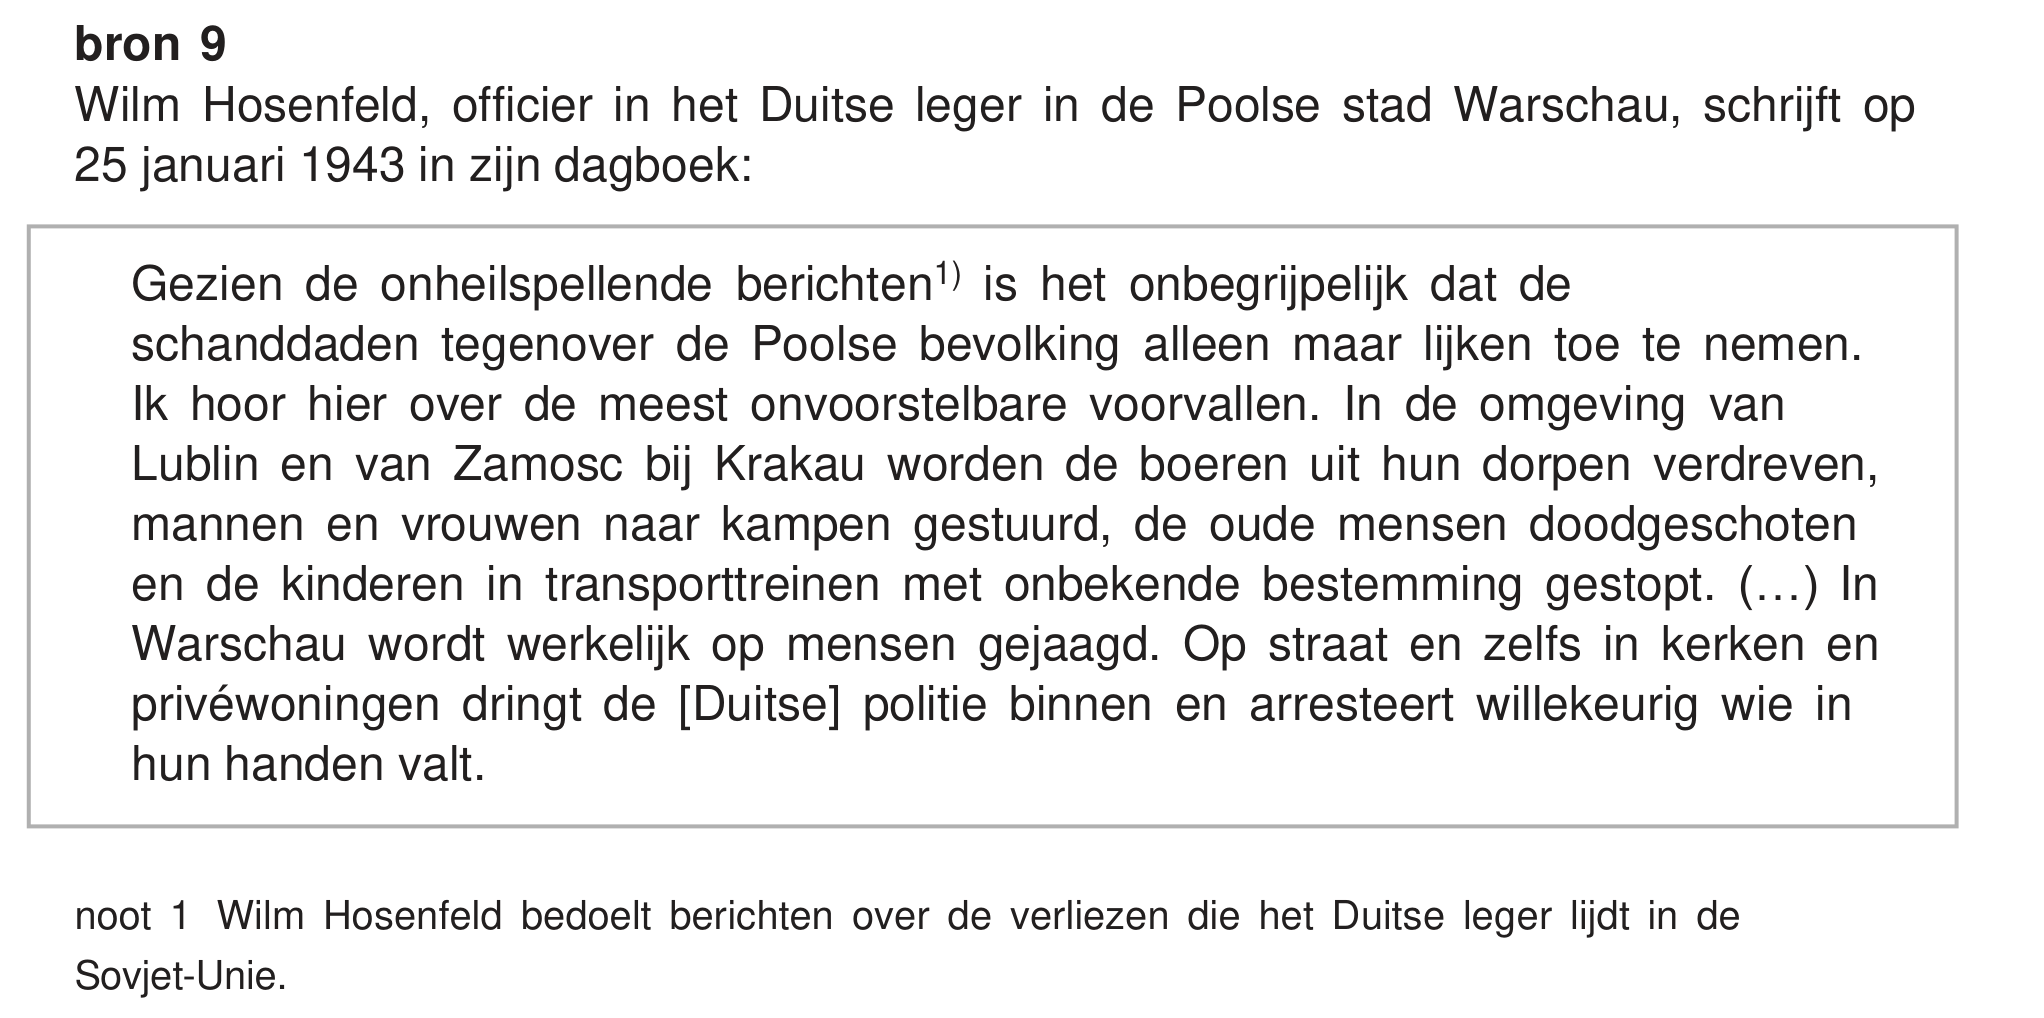 bron 9
Wilm Hosenfeld, officier in het Duitse leger in de Poolse stad Warschau, schrijft op
25 januari 1943 in zijn dagboek:
Gezien de onheilspellende berichten1) is het onbegrijpelijk dat de
schanddaden tegenover de Poolse bevolking alleen maar lijken toe te nemen.
Ik hoor hier over de meest onvoorstelbare voorvallen. In de omgeving van
Lublin en van Zamosc bij Krakau worden de boeren uit hun dorpen verdreven,
mannen en vrouwen naar kampen gestuurd, de oude mensen doodgeschoten
en de kinderen in transporttreinen met onbekende bestemming gestopt. (…) In
Warschau wordt werkelijk op mensen gejaagd. Op straat en zelfs in kerken en
privéwoningen dringt de [Duitse] politie binnen en arresteert willekeurig wie in
hun handen valt.
noot 1 Wilm Hosenfeld bedoelt berichten over de verliezen die het Duitse leger lijdt in de
Sovjet-Unie.